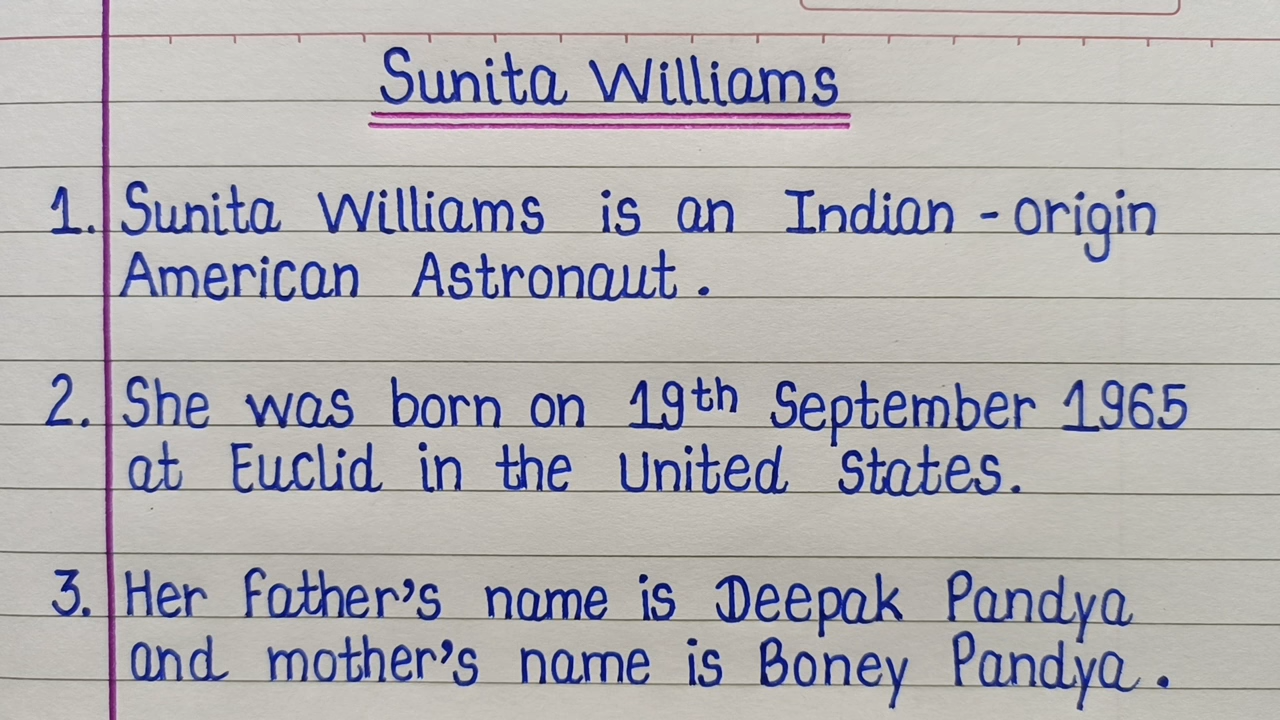 Sunita Williams
1. Sunita Williams is an Indian-origin
American Astronaut.
2. She was born on 19th September 1965
at Euclid in the United States.
3. Her father's name is Deepak Pandya
and mother's name is Boney Pandya.